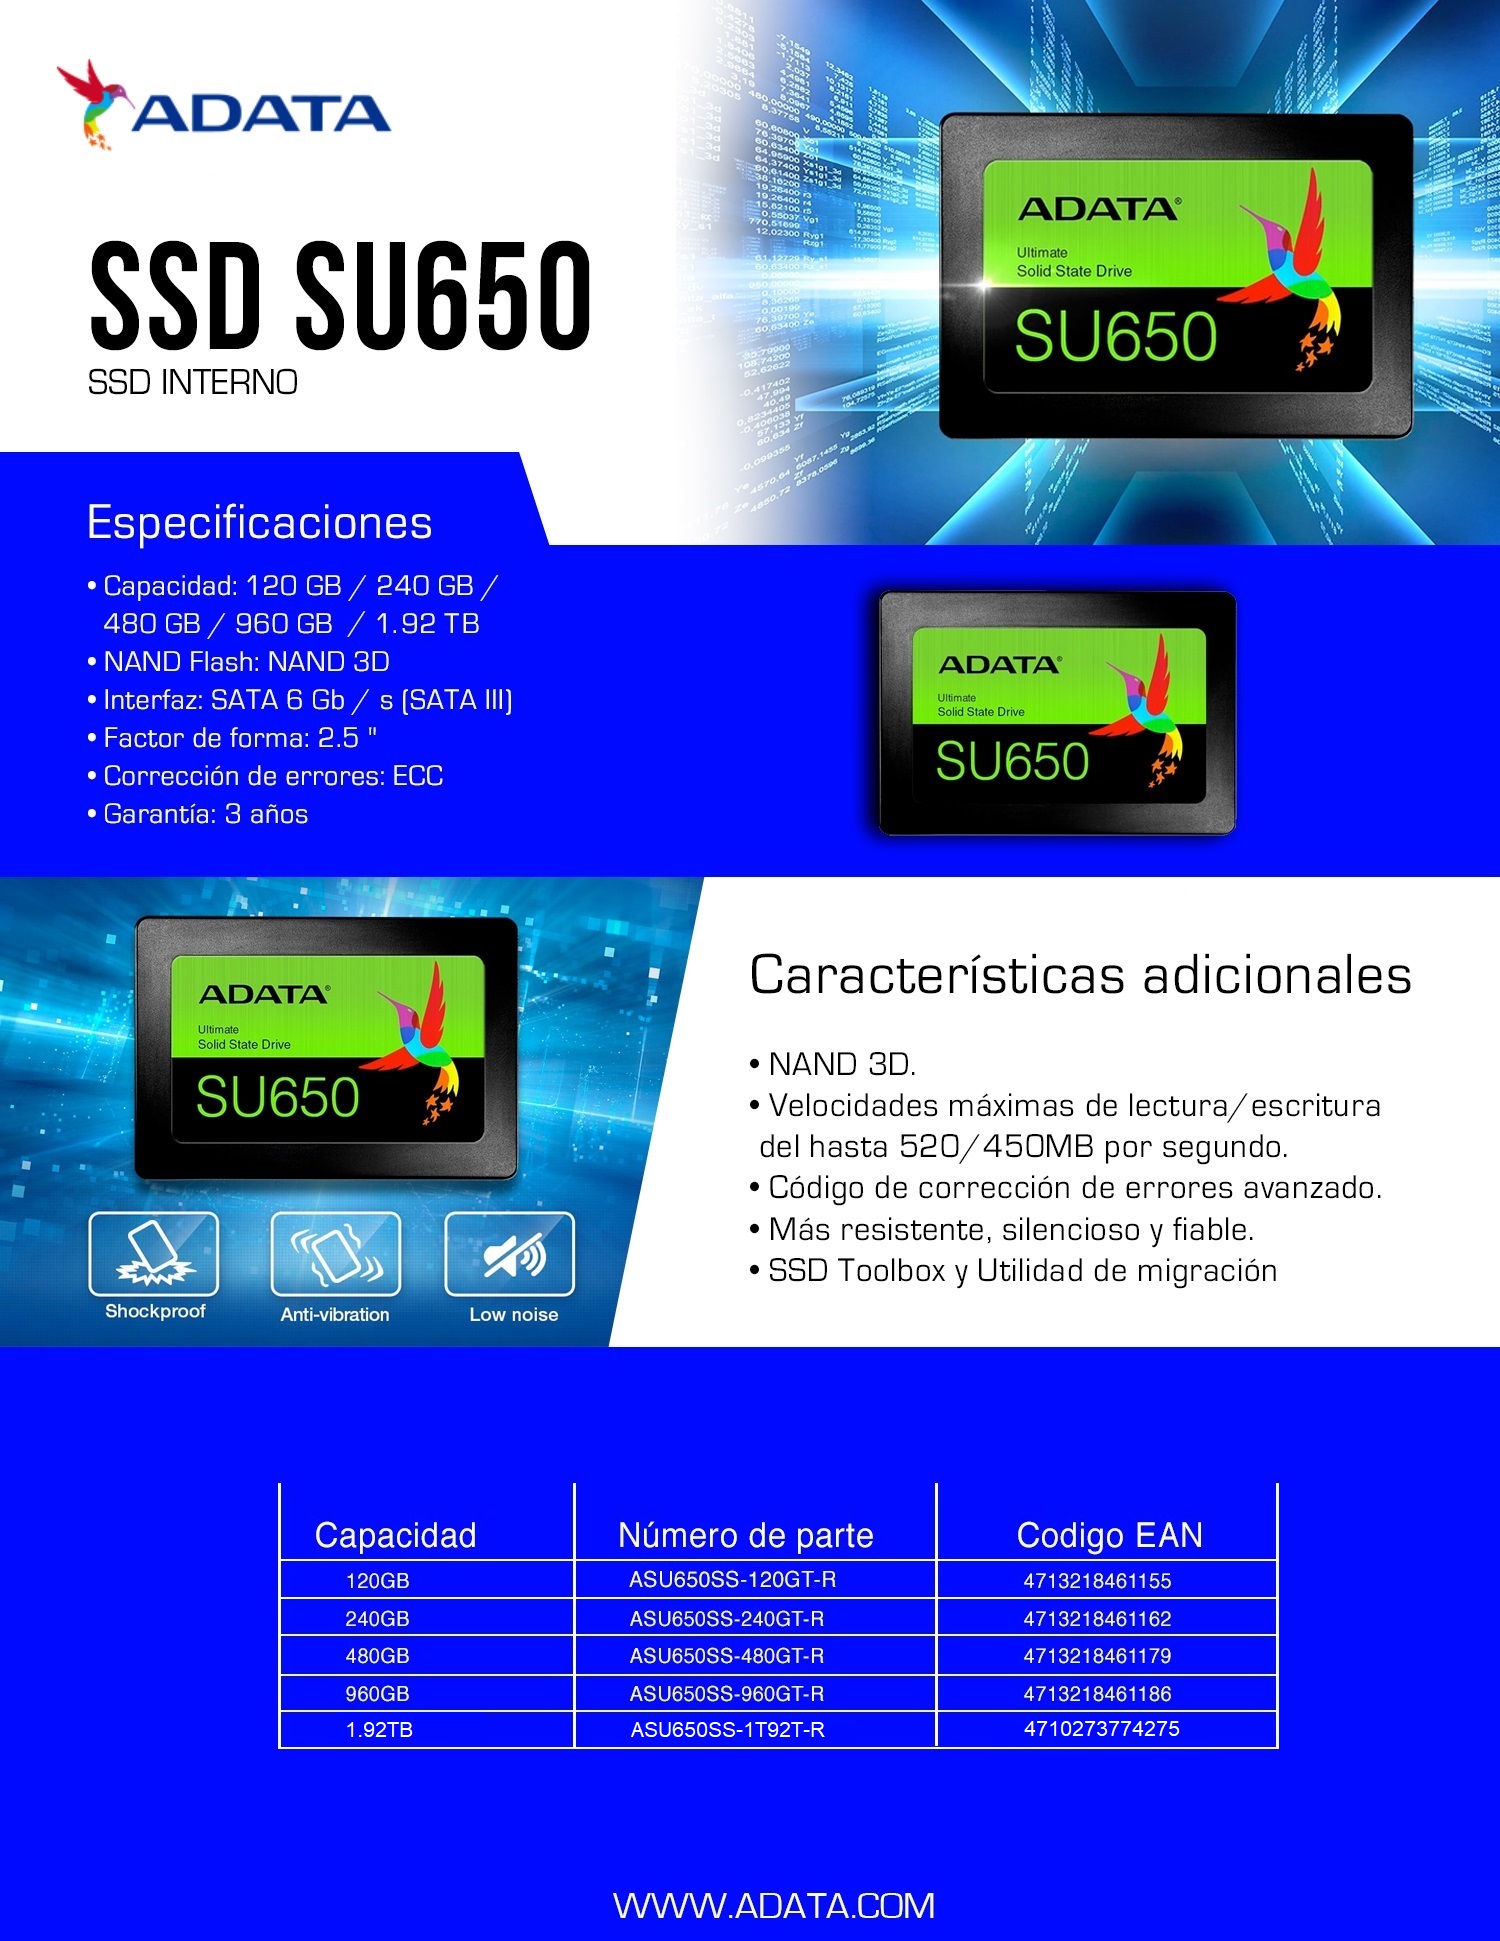 ADATA
SSD SU650
SSD INTERNO
ADATA®
Ultimate
Solid State Drive
SU650
Especificaciones
• Capacidad: 120 GB / 240 GB /
480 GB / 960 GB / 1.92 TB
• NAND Flash: NAND 3D
• Interfaz: SATA 6 Gb / s (SATA III)
• Factor de forma: 2.5 "
• Corrección de errores: ECC
• Garantía: 3 años
ADATA®
Ultimate
Solid State Drive
SU650
ADATA®
Ultimate
Solid State Drive
SU650
Shockproof
Anti-vibration
Low noise
Características adicionales
• NAND 3D.
• Velocidades máximas de lectura/escritura
del hasta 520/450MB por segundo.
• Código de corrección de errores avanzado.
• Más resistente, silencioso y fiable.
• SSD Toolbox y Utilidad de migración
Capacidad Número de parte Codigo EAN
120GB ASU650SS-120GT-R 4713218461155
240GB ASU650SS-240GT-R 4713218461162
480GB ASU650SS-480GT-R 4713218461179
960GB ASU650SS-960GT-R 4713218461186
1.92TB ASU650SS-1T92T-R 4710273774275
WWW.ADATA.COM